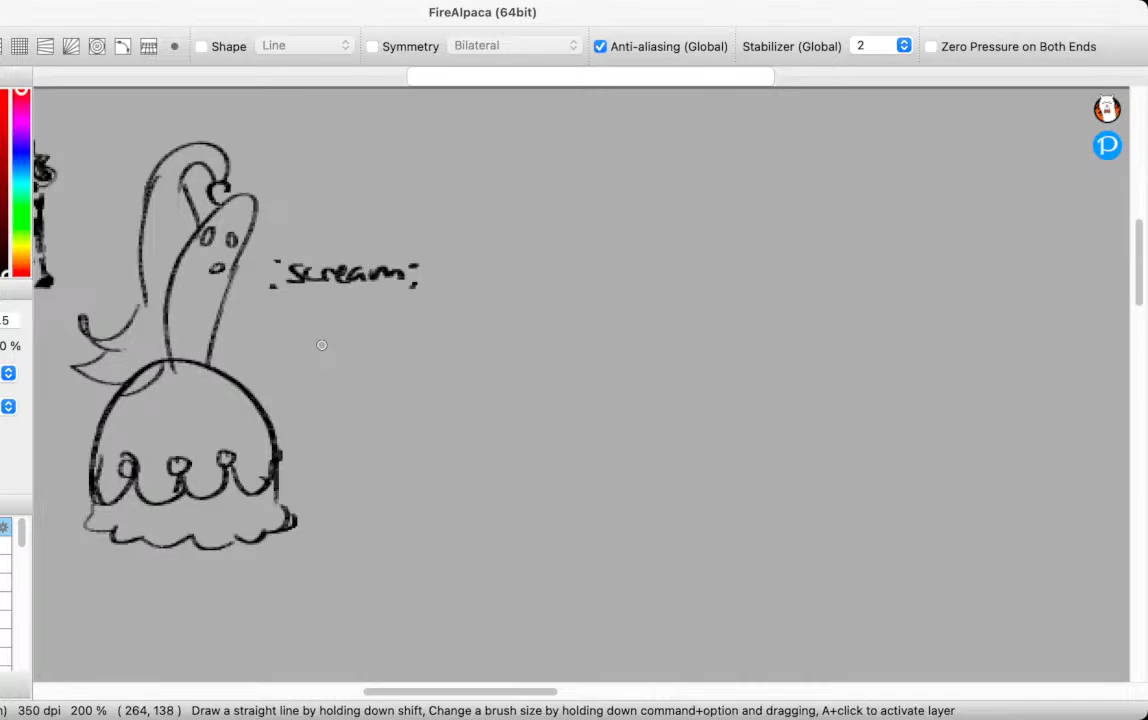 FireAlpaca (64bit)
Shape Line Symmetry Bilateral Anti-aliasing (Global) Stabilizer (Global) 2 Zero Pressure on Both Ends
P
:scream:
.5
0 %
) 350 dpi 200 % ( 264, 138 ) Draw a straight line by holding down shift, Change a brush size by holding down command+option and dragging, A+click to activate layer